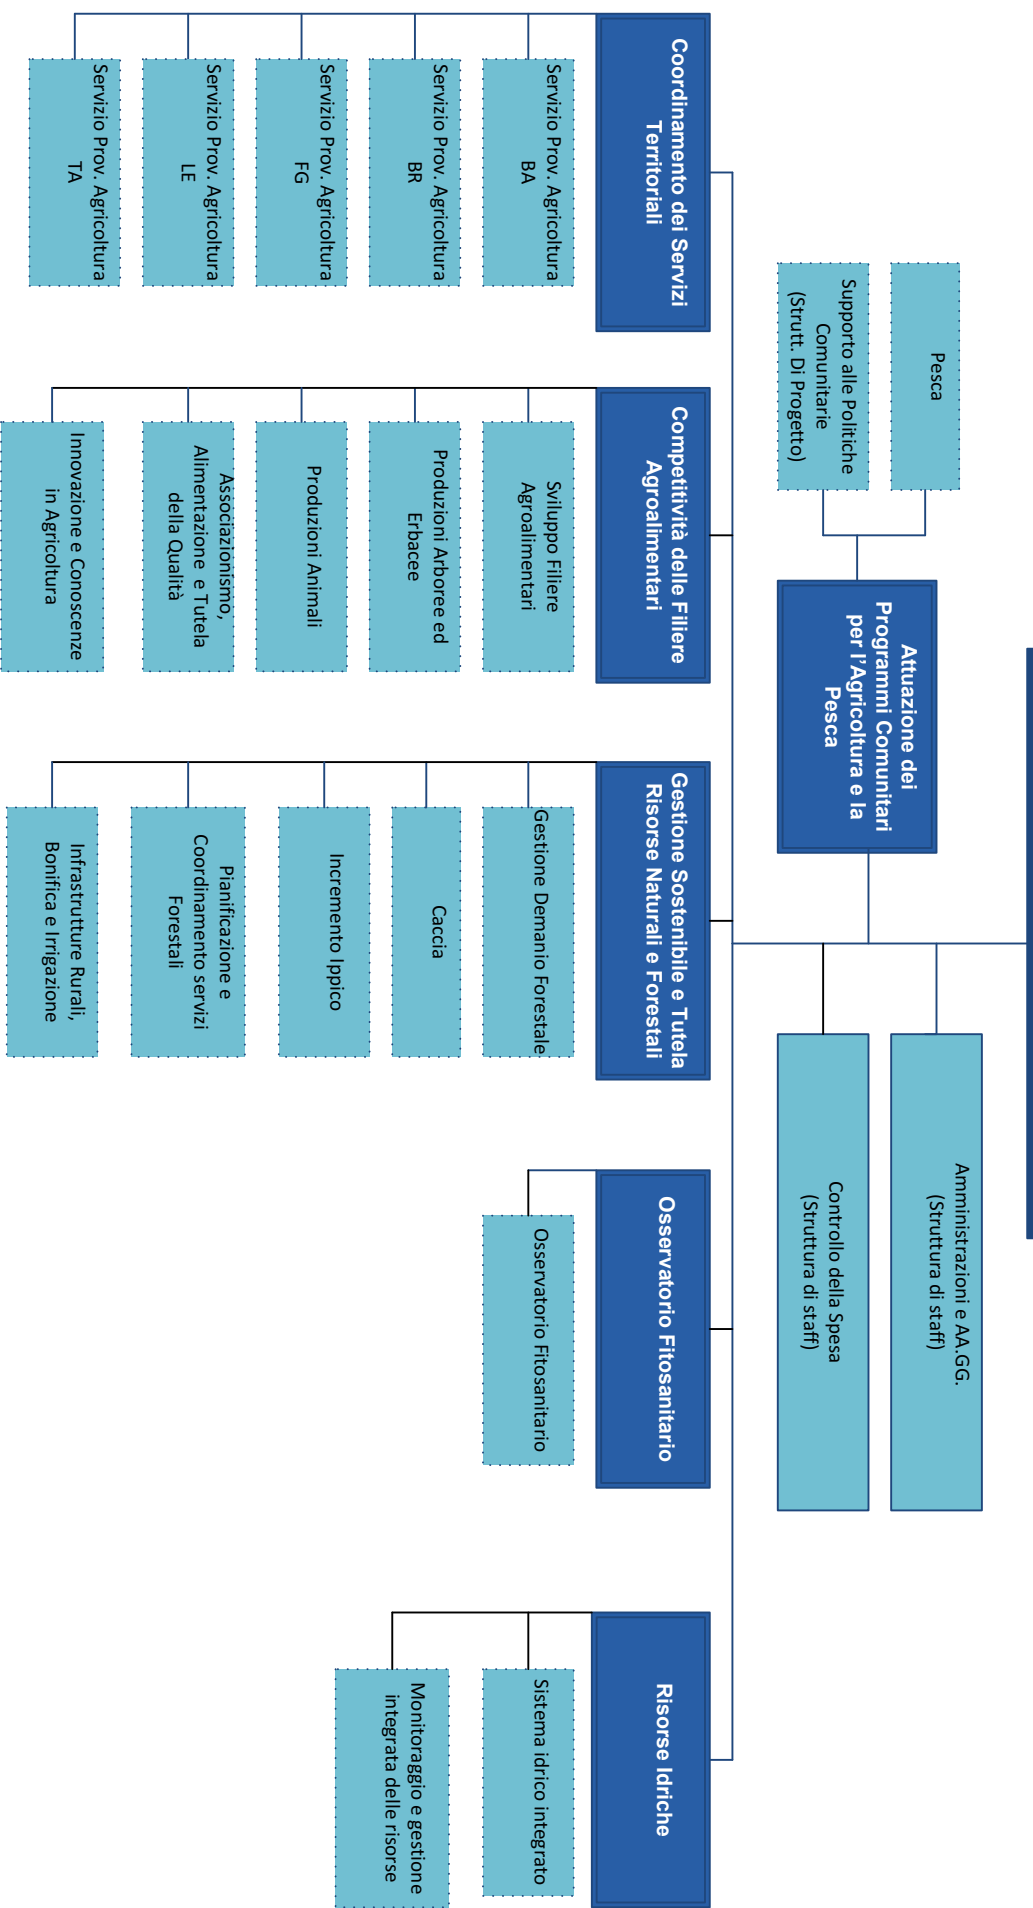 Pesca
Supporto alle Politiche
Comunitarie
(Strutt. Di Progetto)
Attuazione dei
Programmi Comunitari
per l'Agricoltura e la
Pesca
Amministrazioni e AA.GG.
(Struttura di staff)
Controllo della Spesa
(Struttura di staff)
Coordinamento dei Servizi
Territoriali
Servizio Prov. Agricoltura
BA
Servizio Prov. Agricoltura
BR
Servizio Prov. Agricoltura
FG
Servizio Prov. Agricoltura
LE
Servizio Prov. Agricoltura
TA
Competitività delle Filiere
Agroalimentari
Sviluppo Filiere
Agroalimentari
Produzioni Arboree ed
Erbacee
Produzioni Animali
Associazionismo,
Alimentazione e Tutela
della Qualità
Innovazione e Conoscenze
in Agricoltura
Gestione Sostenibile e Tutela
Risorse Naturali e Forestali
Gestione Demanio Forestale
Caccia
Incremento Ippico
Pianificazione e
Coordinamento servizi
Forestali
Infrastrutture Rurali,
Bonifica e Irrigazione
Osservatorio Fitosanitario
Osservatorio Fitosanitario
Risorse Idriche
Sistema idrico integrato
Monitoraggio e gestione
integrata delle risorse